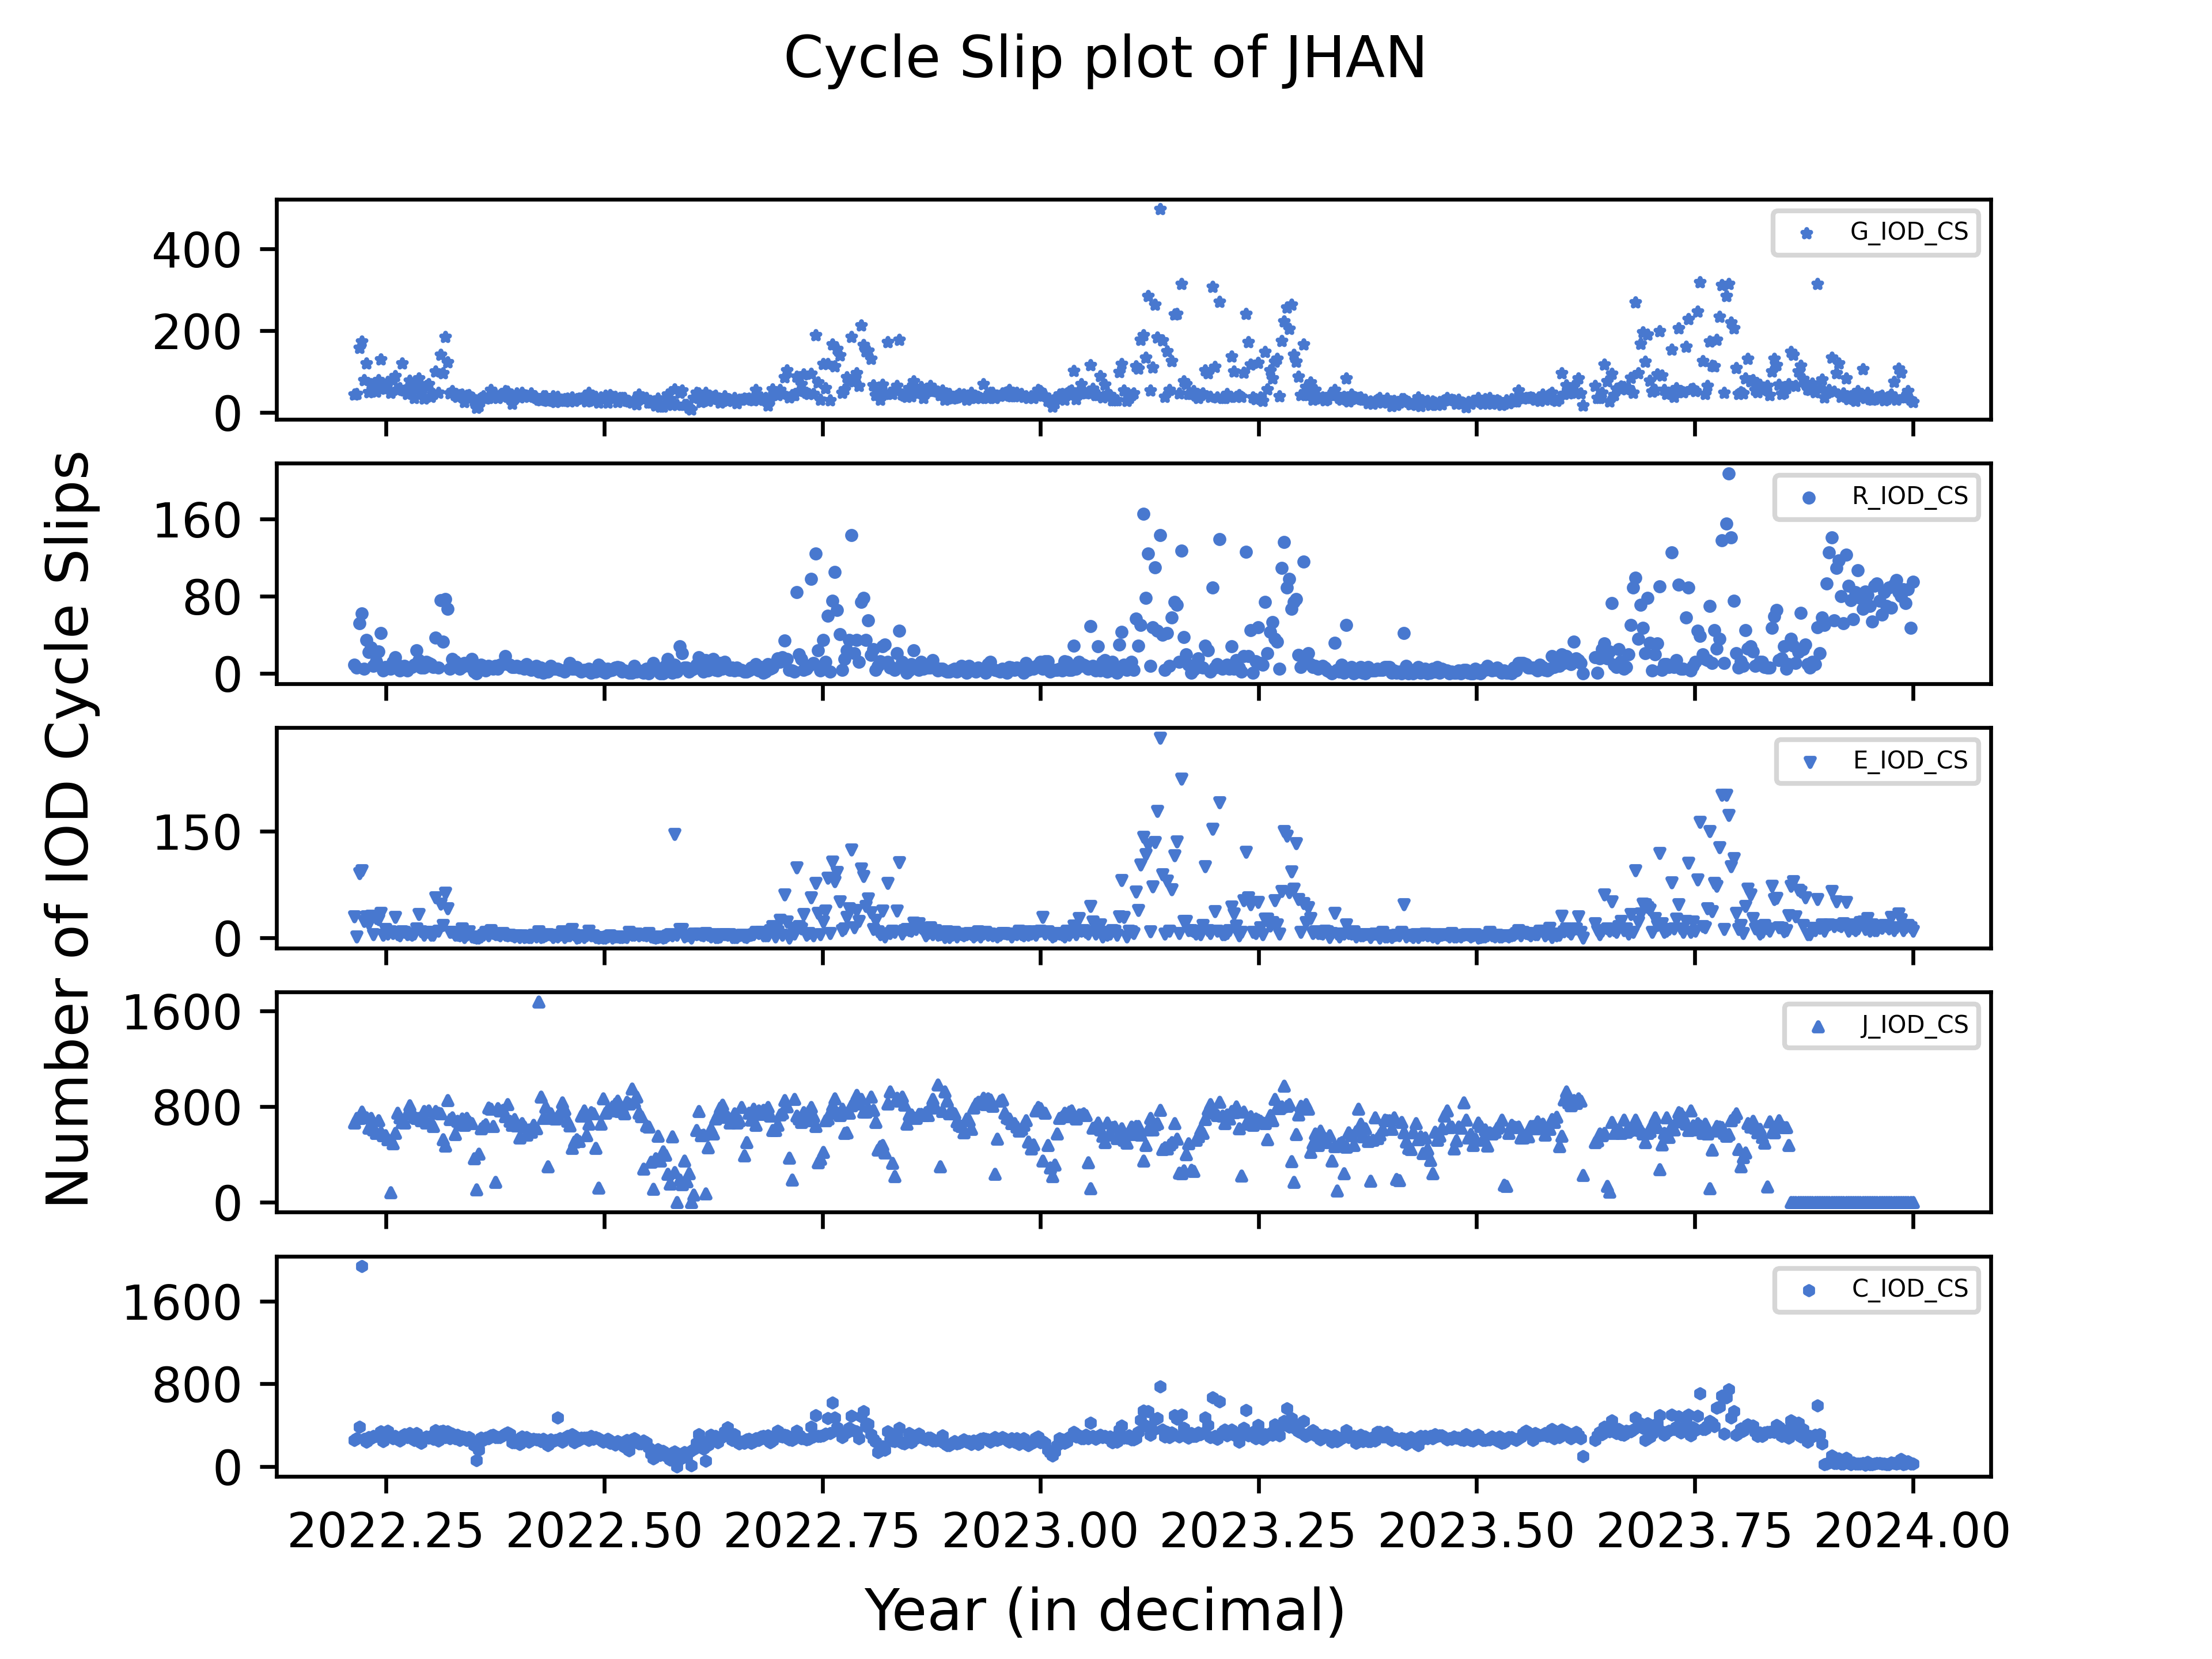 Cycle Slip plot of JHAN
Number of IOD Cycle Slips
400
200
0
G_IOD_CS
160
80
0
R_IOD_CS
150
0
E_IOD_CS
1600
800
0
J_IOD_CS
1600
800
0
C_IOD_CS
2022.25 2022.50 2022.75 2023.00 2023.25 2023.50 2023.75 2024.00
Year (in decimal)